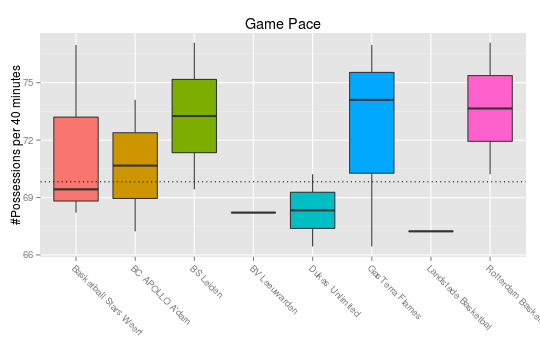 Game Pace
#Possessions per 40 minutes
75
72
69
66
Basketball Stars Weert
BC APOLLO A'dam
BS Leiden
BV Leeuwarden
Dukes Unlimited
GasTerra Flames
Landstede Basketbal
Rotterdam Baske